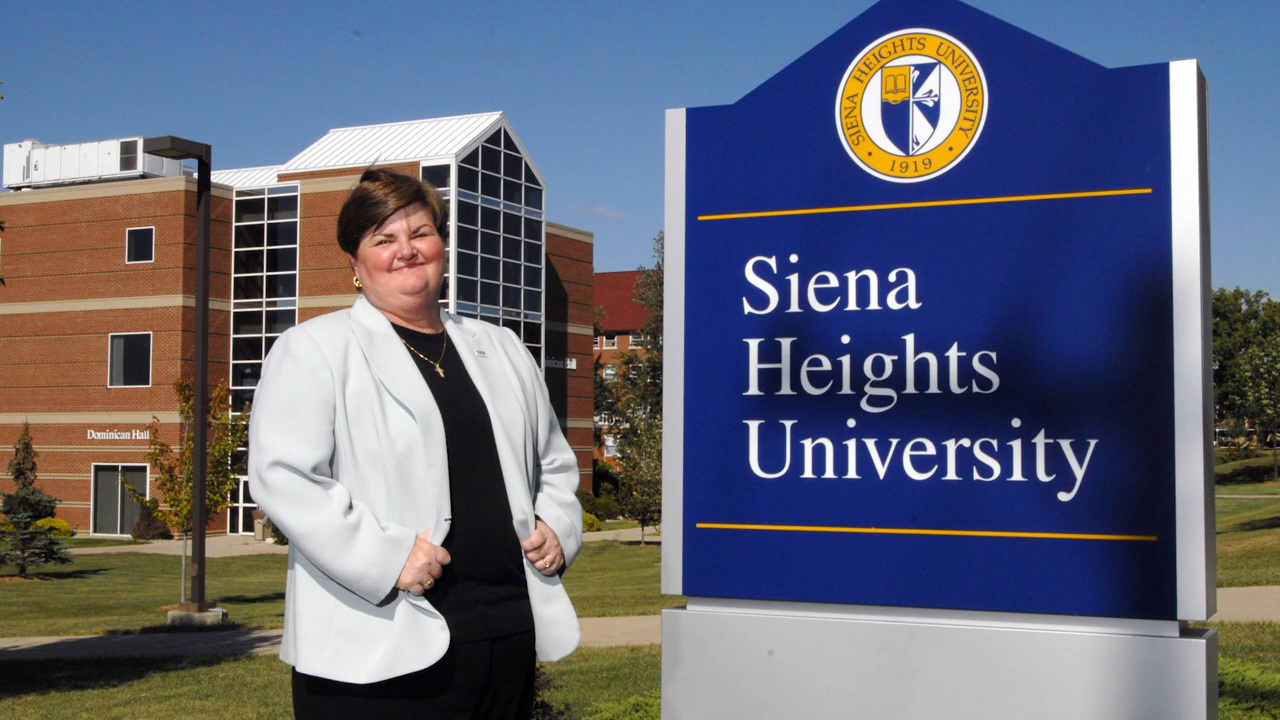 SIENA HEIGHTS UNIVERSITY
• 1919 •
Siena
Heights
University
Dominican Hall